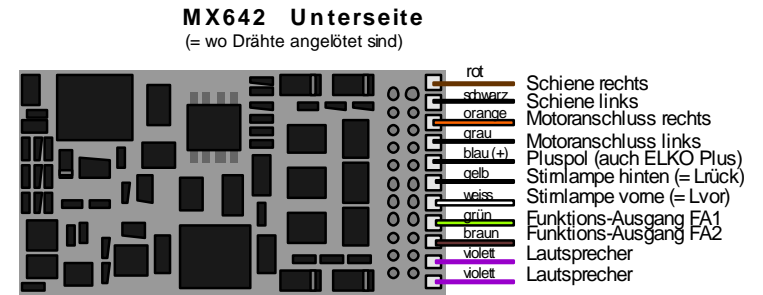 MX642 Unterseite
(= wo Drähte angelötet sind)
rot Schiene rechts
schwarz Schiene links
orange Motoranschluss rechts
grau Motoranschluss links
blau (+) Pluspol (auch ELKO Plus)
gelb Stirnlampe hinten (= Lrück)
weiss Stirnlampe vorne (= Lvor)
grün Funktions-Ausgang FA1
braun Funktions-Ausgang FA2
violett Lautsprecher
violett Lautsprecher